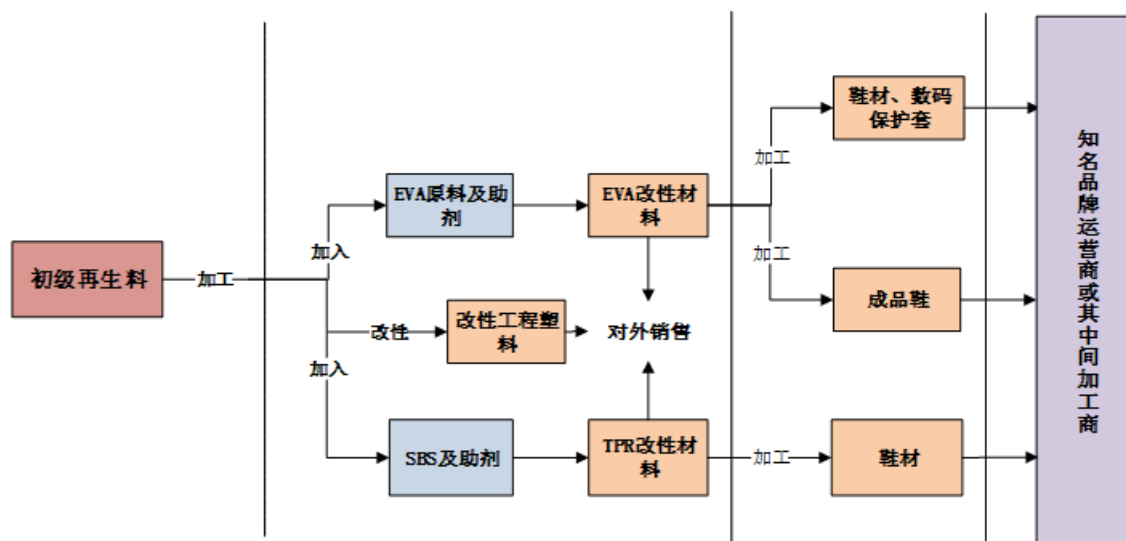 初级再生料
加工
加入
改性
加入
EVA原料及助
剂
改性工程塑
料
SBS及助剂
EVA改性材
料
对外销售
TPR改性材
料
加工
加工
加工
鞋材、数码
保护套
成品鞋
鞋材
知名品牌运营商或其中间加工商